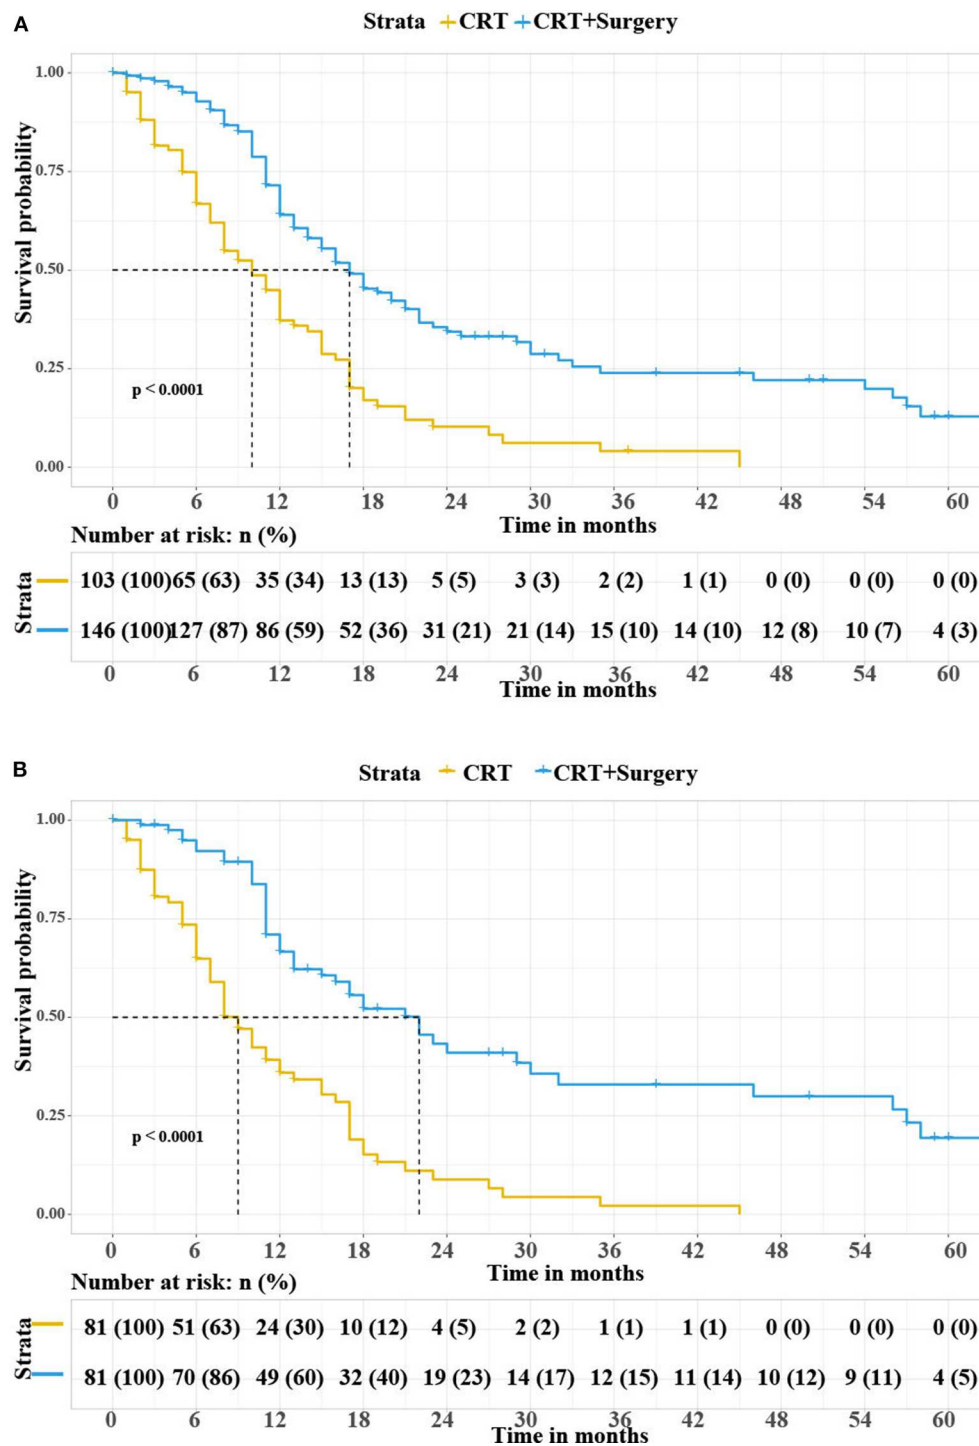 A
Strata CRT CRT+Surgery
Survival probability
1.00
0.75
0.50
0.25
0.00
p < 0.0001
0 6 12 18 24 30 36 42 48 54 60
Time in months
Number at risk: n (%)
Strata
103 (100) 65 (63) 35 (34) 13 (13) 5 (5) 3 (3) 2 (2) 1 (1) 0 (0) 0 (0) 0 (0)
146 (100) 127 (87) 86 (59) 52 (36) 31 (21) 21 (14) 15 (10) 14 (10) 12 (8) 10 (7) 4 (3)
0 6 12 18 24 30 36 42 48 54 60
Time in months
B
Strata CRT CRT+Surgery
Survival probability
1.00
0.75
0.50
0.25
0.00
p < 0.0001
0 6 12 18 24 30 36 42 48 54 60
Time in months
Number at risk: n (%)
Strata
81 (100) 51 (63) 24 (30) 10 (12) 4 (5) 2 (2) 1 (1) 1 (1) 0 (0) 0 (0) 0 (0)
81 (100) 70 (86) 49 (60) 32 (40) 19 (23) 14 (17) 12 (15) 11 (14) 10 (12) 9 (11) 4 (5)
0 6 12 18 24 30 36 42 48 54 60
Time in months